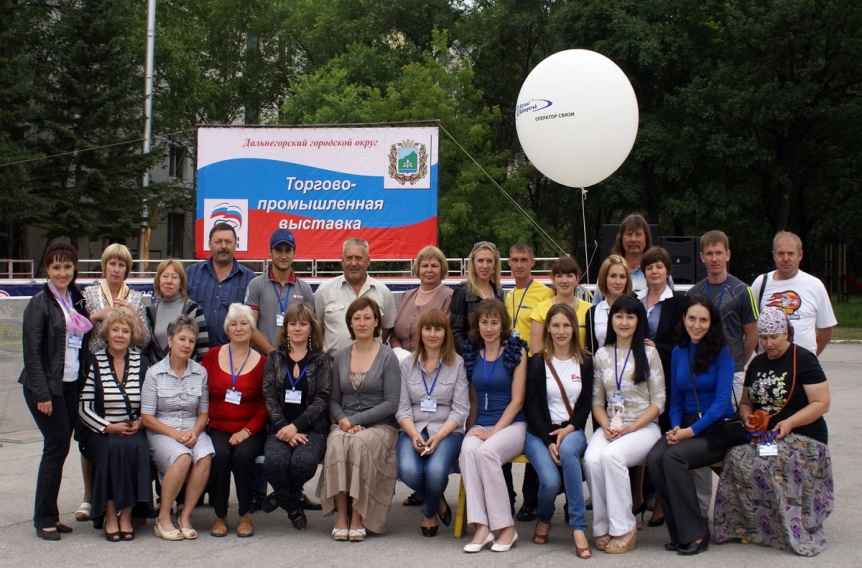 Дальнегорский городской округ
Торгово-
промышленная
выставка
ОПЕРАТОР СВЯЗИ